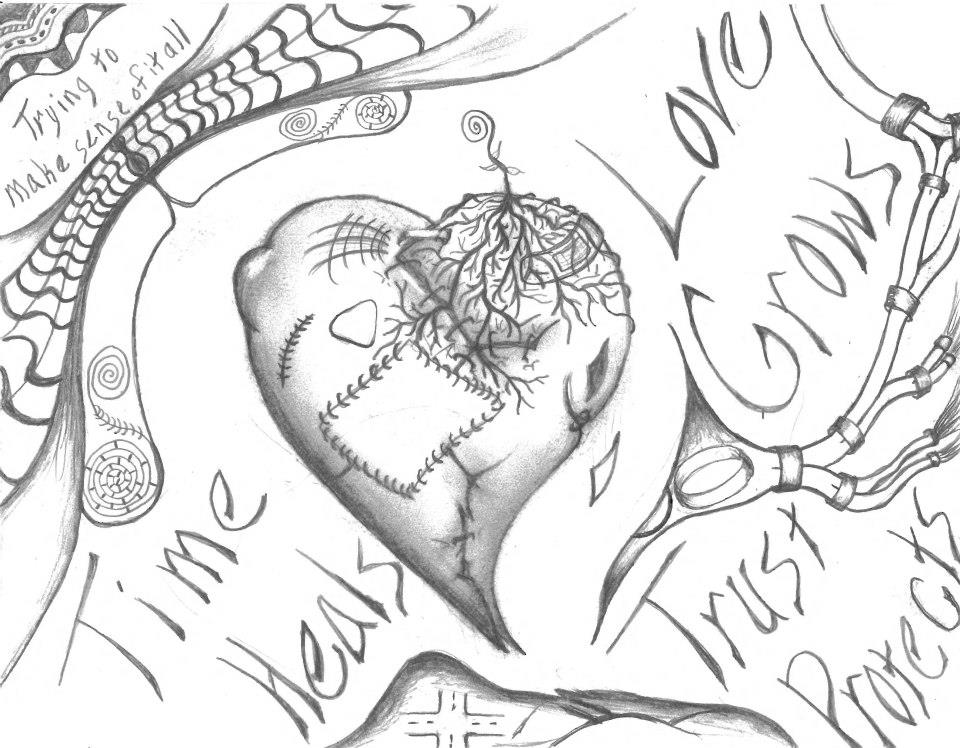 Trying to
make sense of it all
Love
Grows
Time
Heals
Trust
Protects